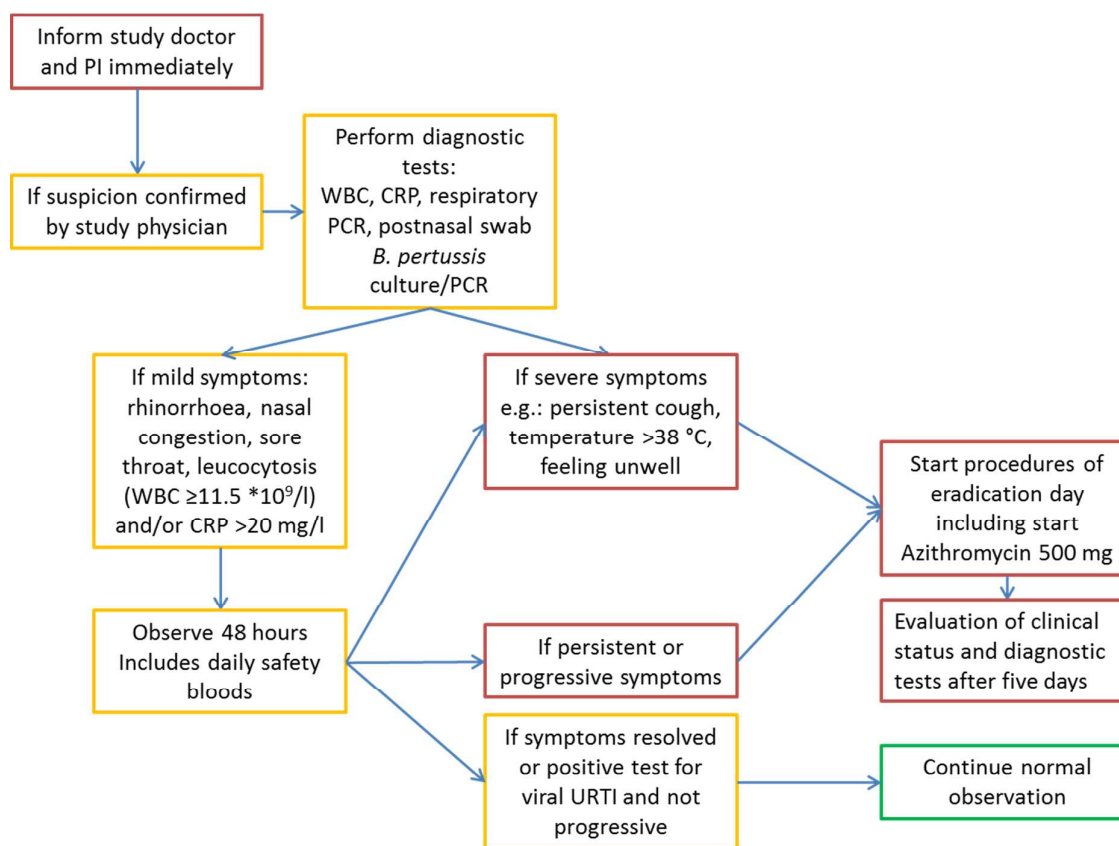 Inform study doctor
and PI immediately
If suspicion confirmed
by study physician
Perform diagnostic
tests:
WBC, CRP, respiratory
PCR, postnasal swab
B. pertussis
culture/PCR
If mild symptoms:
rhinorrhoea, nasal
congestion, sore
throat, leucocytosis
(WBC ≥11.5 *10⁹/l)
and/or CRP >20 mg/l
If severe symptoms
e.g.: persistent cough,
temperature >38 °C,
feeling unwell
Start procedures of
eradication day
including start
Azithromycin 500 mg
Observe 48 hours
Includes daily safety
bloods
If persistent or
progressive symptoms
Evaluation of clinical
status and diagnostic
tests after five days
If symptoms resolved
or positive test for
viral URTI and not
progressive
Continue normal
observation